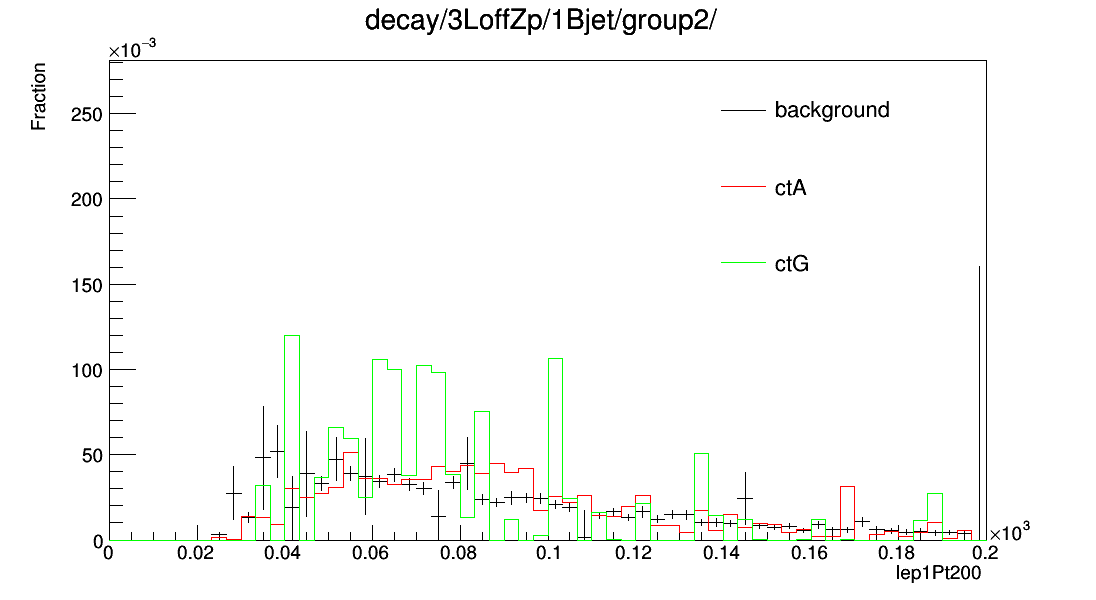 decay/3LoffZp/1Bjet/group2/
×10⁻³
Fraction
250
200
150
100
50
0
background
ctA
ctG
0 0.02 0.04 0.06 0.08 0.1 0.12 0.14 0.16 0.18 0.2
×10³
lep1Pt200